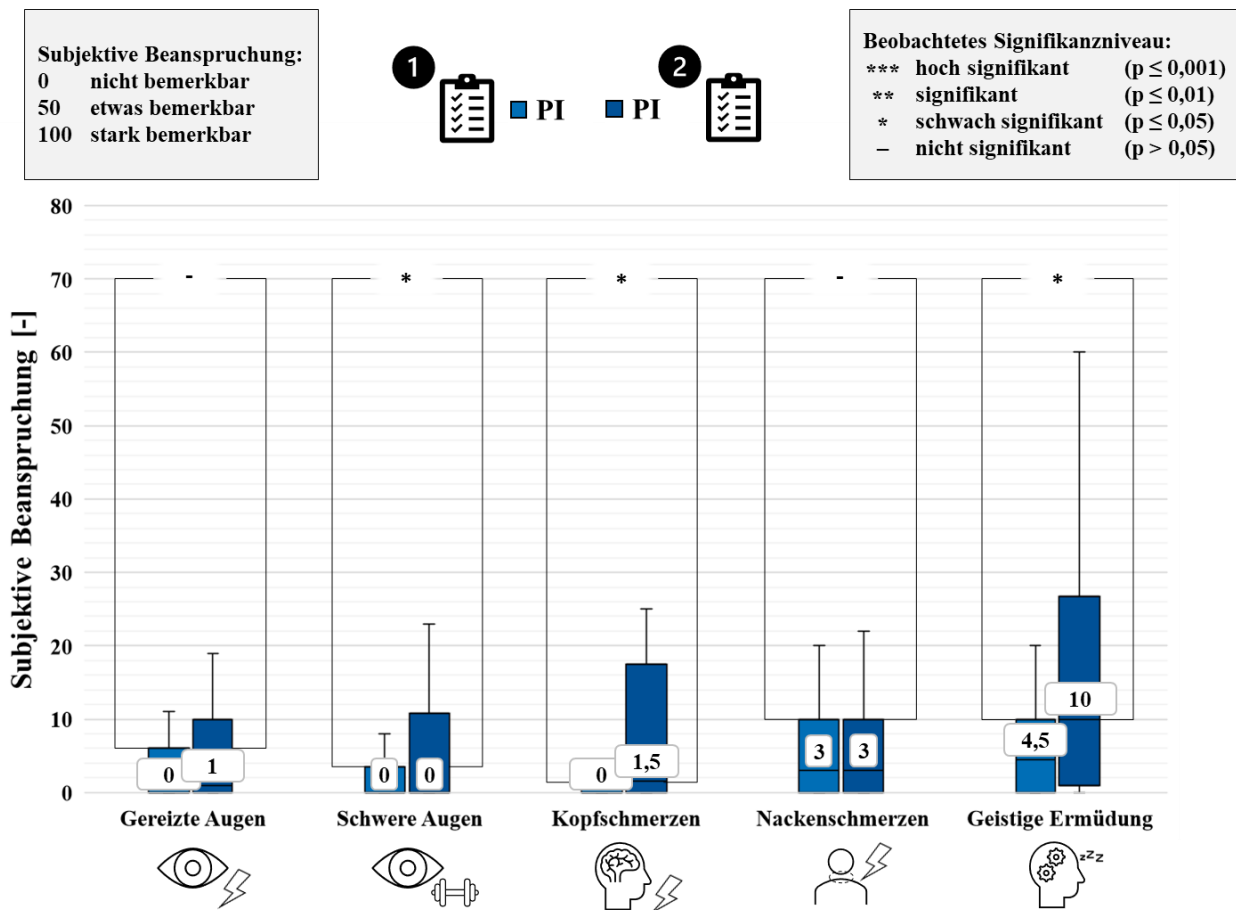 Subjektive Beanspruchung:
0 nicht bemerkbar
50 etwas bemerkbar
100 stark bemerkbar
1
PI
PI
2
Beobachtetes Signifikanzniveau:
*** hoch signifikant (p ≤ 0,001)
** signifikant (p ≤ 0,01)
* schwach signifikant (p ≤ 0,05)
– nicht signifikant (p > 0,05)
Subjektive Beanspruchung [-]
80
70
60
50
40
30
20
10
0
- * * - *
0 1 0 0 0 1,5 3 3 4,5 10
Gereizte Augen Schwere Augen Kopfschmerzen Nackenschmerzen Geistige Ermüdung
zZZ